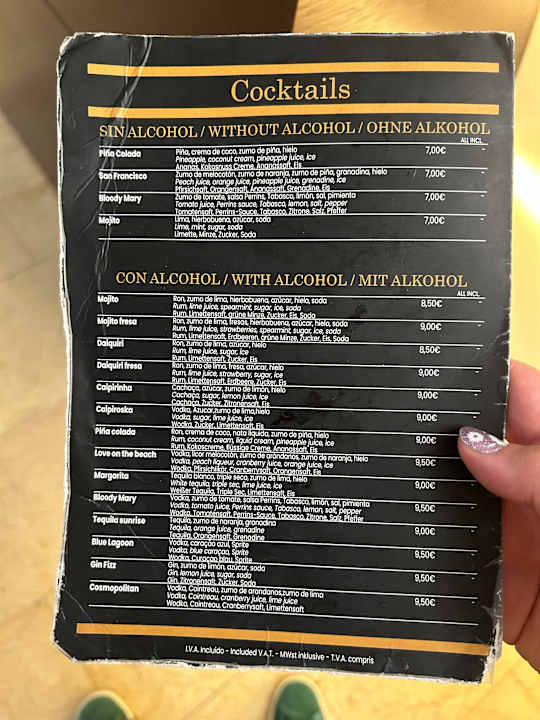 Cocktails
SIN ALCOHOL / WITHOUT ALCOHOL / OHNE ALKOHOL
ALL INCL.
Piña Colada Piña, crema de coco, zumo de piña, hielo 7,00€ -
Pineapple, coconut cream, pineapple juice, ice
Ananas, Kokosnuss Creme, Ananassaft, Eis
San Francisco Zumo de melocotón, zumo de naranja, zumo de piña, granadina, hielo 7,00€ -
Peach juice, orange juice, pineapple juice, grenadine, ice
Pfirsichsaft, Orangensaft, Ananassaft, Grenadine, Eis
Bloody Mary Zumo de tomate, salsa Perrins, Tabasco, limón, sal, pimienta 7,00€ -
Tomato juice, Perrins sauce, Tabasco, lemon, salt, pepper
Tomatensaft, Perrins-Sauce, Tabasco, Zitrone, Salz, Pfeffer
Mojito Lima, hierbabuena, azúcar, soda 7,00€ -
Lime, mint, sugar, soda
Limette, Minze, Zucker, Soda
CON ALCOHOL / WITH ALCOHOL / MIT ALKOHOL
ALL INCL.
Mojito Ron, zumo de lima, hierbabuena, azúcar, hielo, soda 8,50€ -
Rum, lime juice, spearmint, sugar, ice, soda
Rum, Limettensaft, grüne Minze, Zucker, Eis, Soda
Mojito fresa Ron, zumo de lima, fresas, hierbabuena, azúcar, hielo, soda 9,00€ -
Rum, lime juice, strawberries, spearmint, sugar, ice, soda
Rum, Limettensaft, Erdbeeren, grüne Minze, Zucker, Eis, Soda
Daiquiri Ron, zumo de lima, azúcar, hielo 8,50€ -
Rum, lime juice, sugar, ice
Rum, Limettensaft, Zucker, Eis
Daiquiri fresa Ron, zumo de lima, fresa, azúcar, hielo 9,00€ -
Rum, lime juice, strawberry, sugar, ice
Rum, Limettensaft, Erdbeere, Zucker, Eis
Caipirinha Cachaça, azúcar, zumo de limón, hielo 9,00€ -
Cachaça, sugar, lemon juice, ice
Cachaça, Zucker, Zitronensaft, Eis
Caipiroska Vodka, Azucar,zumo de lima,hielo 9,00€ -
Vodka, sugar, lime juice, ice
Wodka, Zucker, Limettensaft, Eis
Piña colada Ron, crema de coco, nata liquida, zumo de piña, hielo 9,00€
Rum, coconut cream, liquid cream, pineapple juice, ice
Rum, Kokoscreme, flüssige Creme, Ananassaft, Eis
Love on the beach Vodka, licor melocotón, zumo de arandanos, zumo de naranja, hielo 9,50€
Vodka, peach liqueur, cranberry juice, orange juice, ice
Wodka, Pfirsichlikör, Cranberrysaft, Orangensaft, Eis
Margarita Tequila blanco, triple seco, zumo de lima, hielo 9,00€ -
White tequila, triple sec, lime juice, ice
Weißer Tequila, Triple Sec, Limettensaft, Eis
Bloody Mary Vodka, zumo de tomate, salsa Perrins, Tabasco, limón, sal, pimienta 9,50€ -
Vodka, tomato juice, Perrins sauce, Tabasco, lemon, salt, pepper
Wodka, Tomatensaft, Perrins-Sauce, Tabasco, Zitrone, Salz, Pfeffer
Tequila sunrise Tequila, zumo de naranja, granadina 9,00€ -
Tequila, orange juice, grenadine
Tequila, Orangensaft, Grenadine
Blue Lagoon Vodka, curaçao azul, Sprite 9,50€ -
Vodka, blue curaçao, Sprite
Wodka, Curaçao blau, Sprite
Gin Fizz Gin, zumo de limón, azúcar, soda 9,50€ -
Gin, lemon juice, sugar, soda
Gin, Zitronensaft, Zucker, Soda
Cosmopolitan Vodka, Cointreau, zumo de arandanos,zumo de lima 9,50€ -
Vodka, Cointreau, cranberry juice, lime juice
Wodka, Cointreau, Cranberrysaft, Limettensaft
I.V.A. Incluido - Included V.A.T. - MWst inklusive - T.V.A. compris